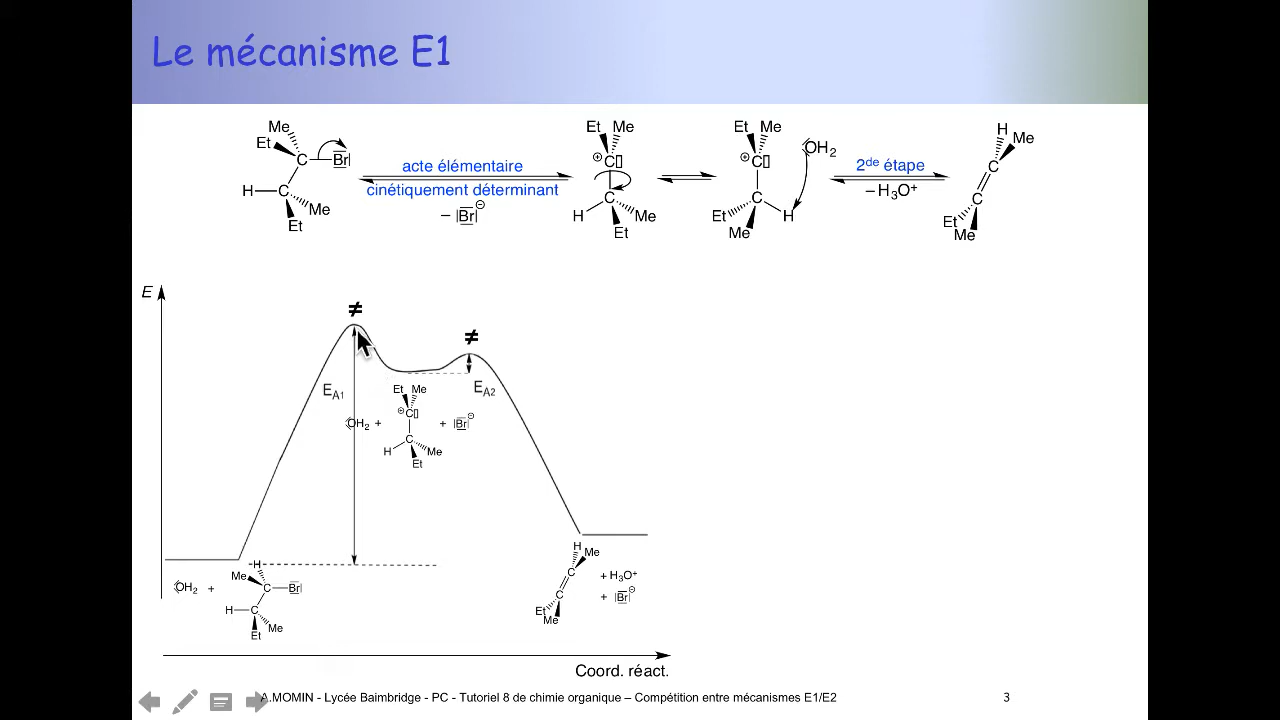 Le mécanisme E1
Me
Et
Br
H
Me
Et
acte élémentaire
cinétiquement déterminant
– |Br|⊖
Et Me
⊕ C
C
H
Me
Et
Et Me
⊕ C
C
Et
H
Me
OH2
2de étape
– H3O+
H
Me
C
C
Et
Me
E
≠
≠
EA1
EA2
Et Me
⊕ C
OH2 + + |Br|⊖
C
H
Me
Et
OH2 +
H
Me
C
Br
H
C
Me
Et
H
Me
C
C
Et
Me
+ H3O+
+ |Br|⊖
Coord. réact.
A.MOMIN - Lycée Baimbridge - PC - Tutoriel 8 de chimie organique – Compétition entre mécanismes E1/E2
3